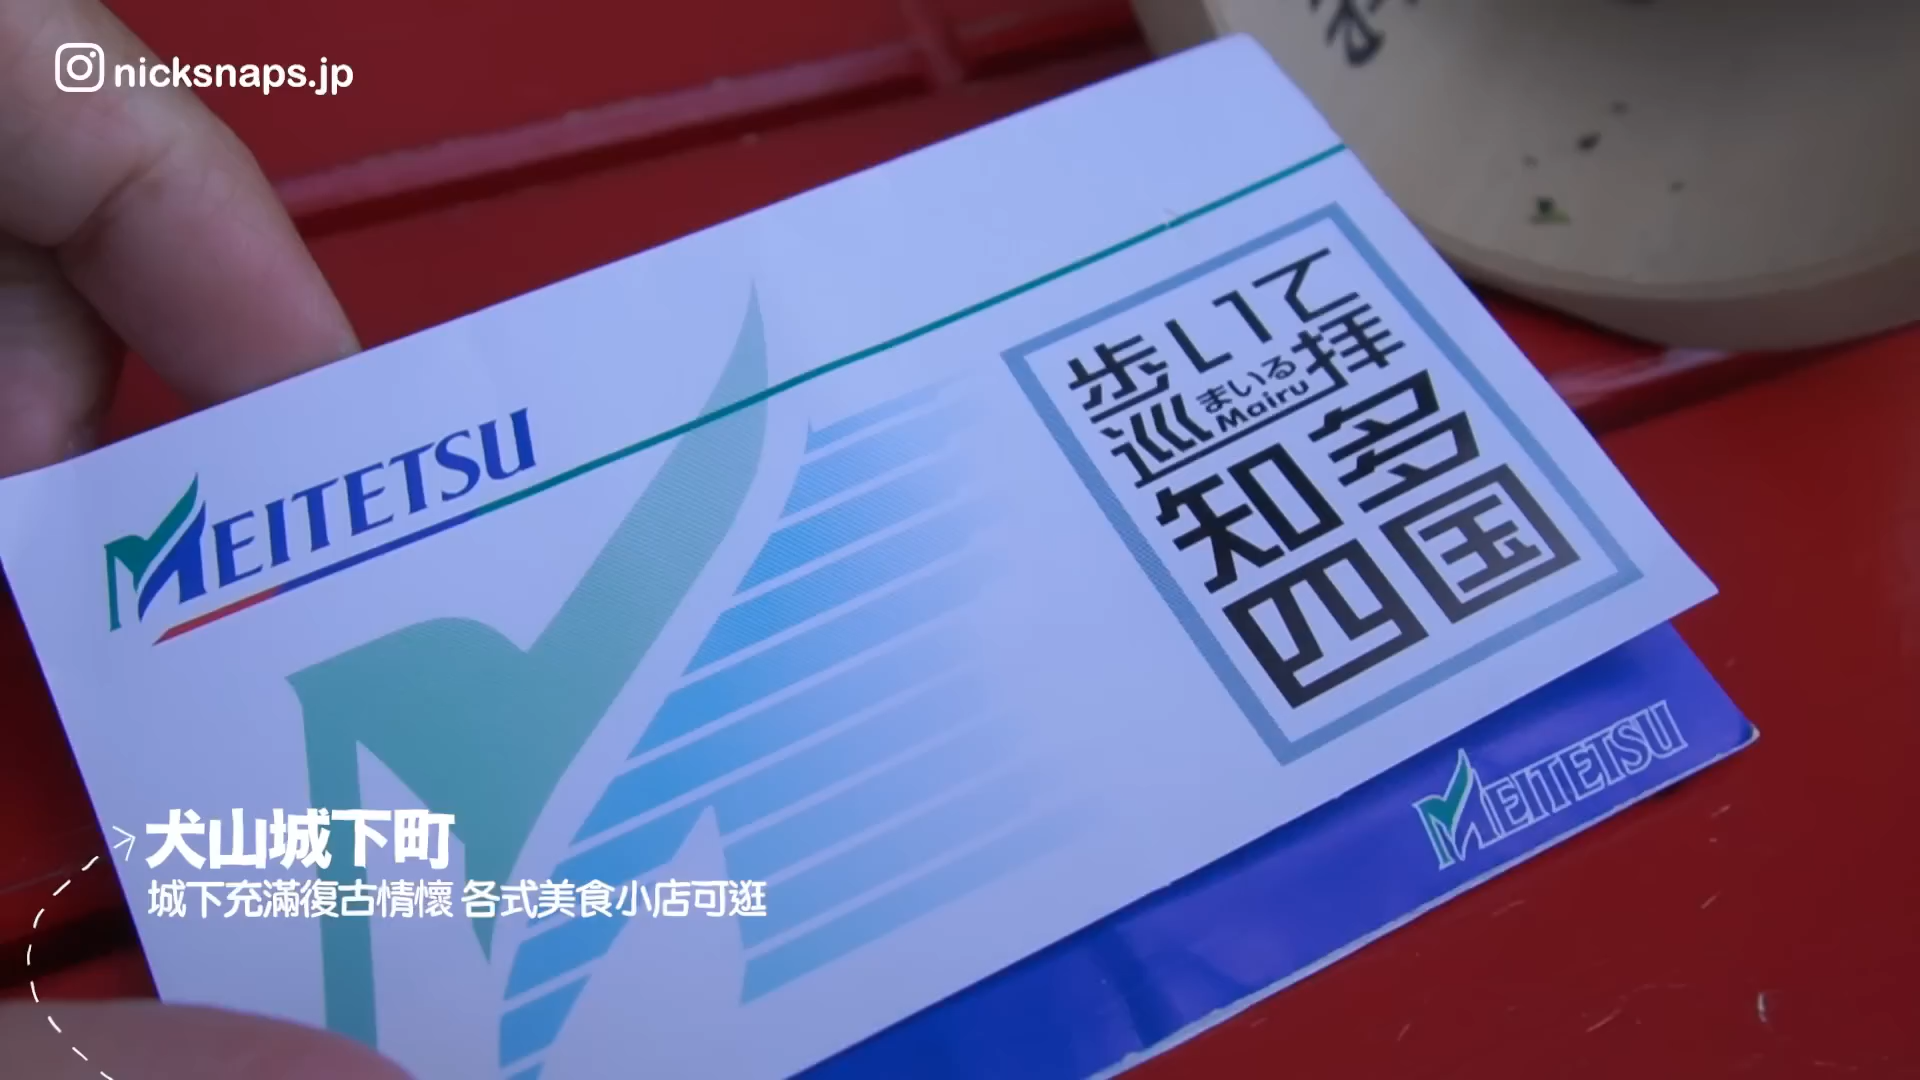 nicksnaps.jp
MEITETSU
歩いて
巡拝
まいる
Mairu
知多
四国
MEITETSU
犬山城下町
城下充滿復古情懷 各式美食小店可逛